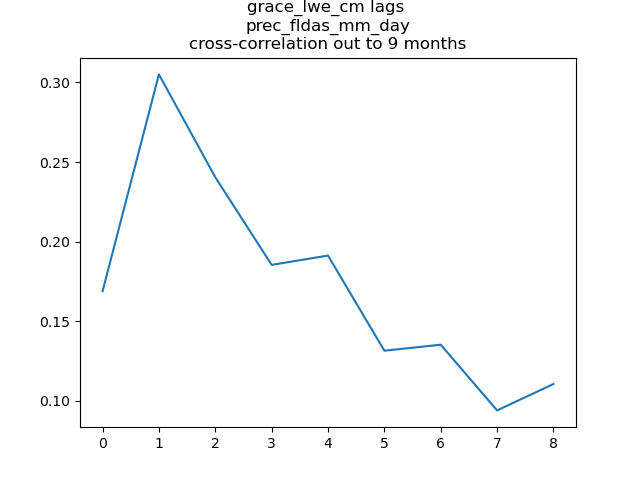 grace_lwe_cm lags
prec_fldas_mm_day
cross-correlation out to 9 months
0.30
0.25
0.20
0.15
0.10
0 1 2 3 4 5 6 7 8